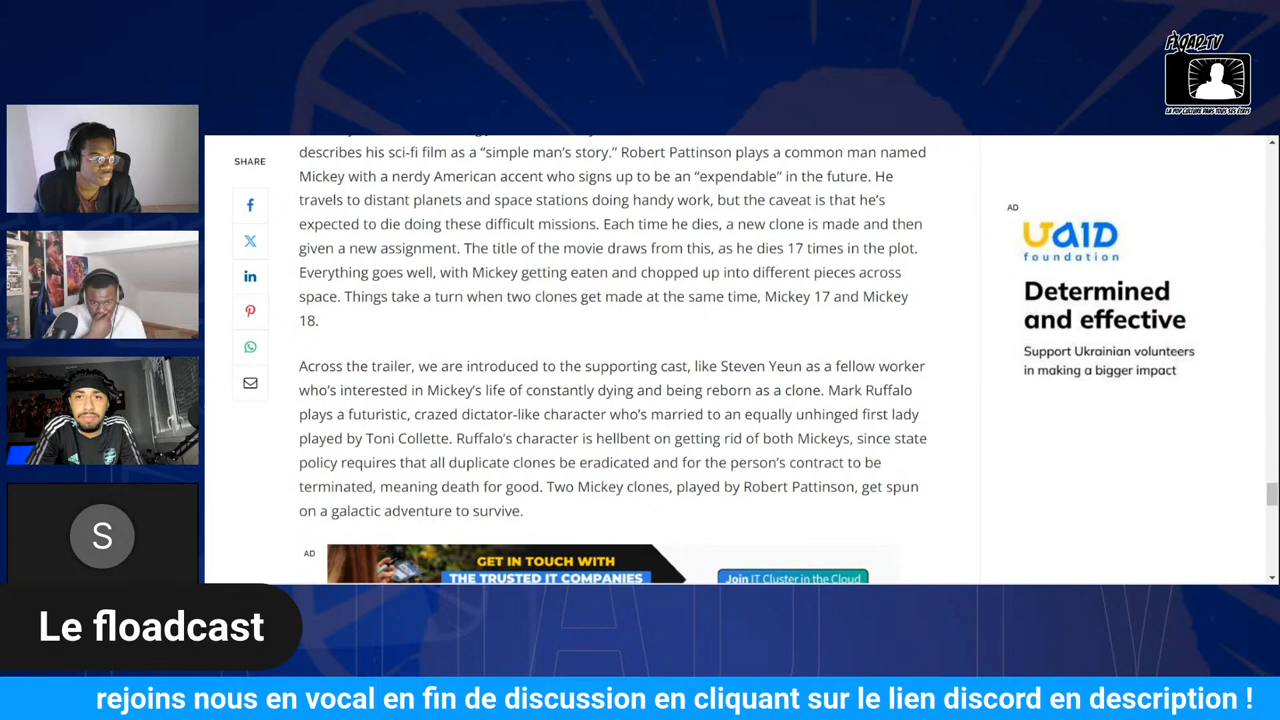 FLOAD.TV
LA POP CULTURE DANS TOUS SES ÉTATS
SHARE
describes his sci-fi film as a “simple man’s story.” Robert Pattinson plays a common man named
Mickey with a nerdy American accent who signs up to be an “expendable” in the future. He
travels to distant planets and space stations doing handy work, but the caveat is that he’s
expected to die doing these difficult missions. Each time he dies, a new clone is made and then
given a new assignment. The title of the movie draws from this, as he dies 17 times in the plot.
Everything goes well, with Mickey getting eaten and chopped up into different pieces across
space. Things take a turn when two clones get made at the same time, Mickey 17 and Mickey
18.
Across the trailer, we are introduced to the supporting cast, like Steven Yeun as a fellow worker
who’s interested in Mickey’s life of constantly dying and being reborn as a clone. Mark Ruffalo
plays a futuristic, crazed dictator-like character who’s married to an equally unhinged first lady
played by Toni Collette. Ruffalo’s character is hellbent on getting rid of both Mickeys, since state
policy requires that all duplicate clones be eradicated and for the person’s contract to be
terminated, meaning death for good. Two Mickey clones, played by Robert Pattinson, get spun
on a galactic adventure to survive.
AD
GET IN TOUCH WITH
THE TRUSTED IT COMPANIES
Join IT Cluster in the Cloud
AD
UAID
foundation
Determined
and effective
Support Ukrainian volunteers
in making a bigger impact
S
Le floadcast
rejoins nous en vocal en fin de discussion en cliquant sur le lien discord en description !